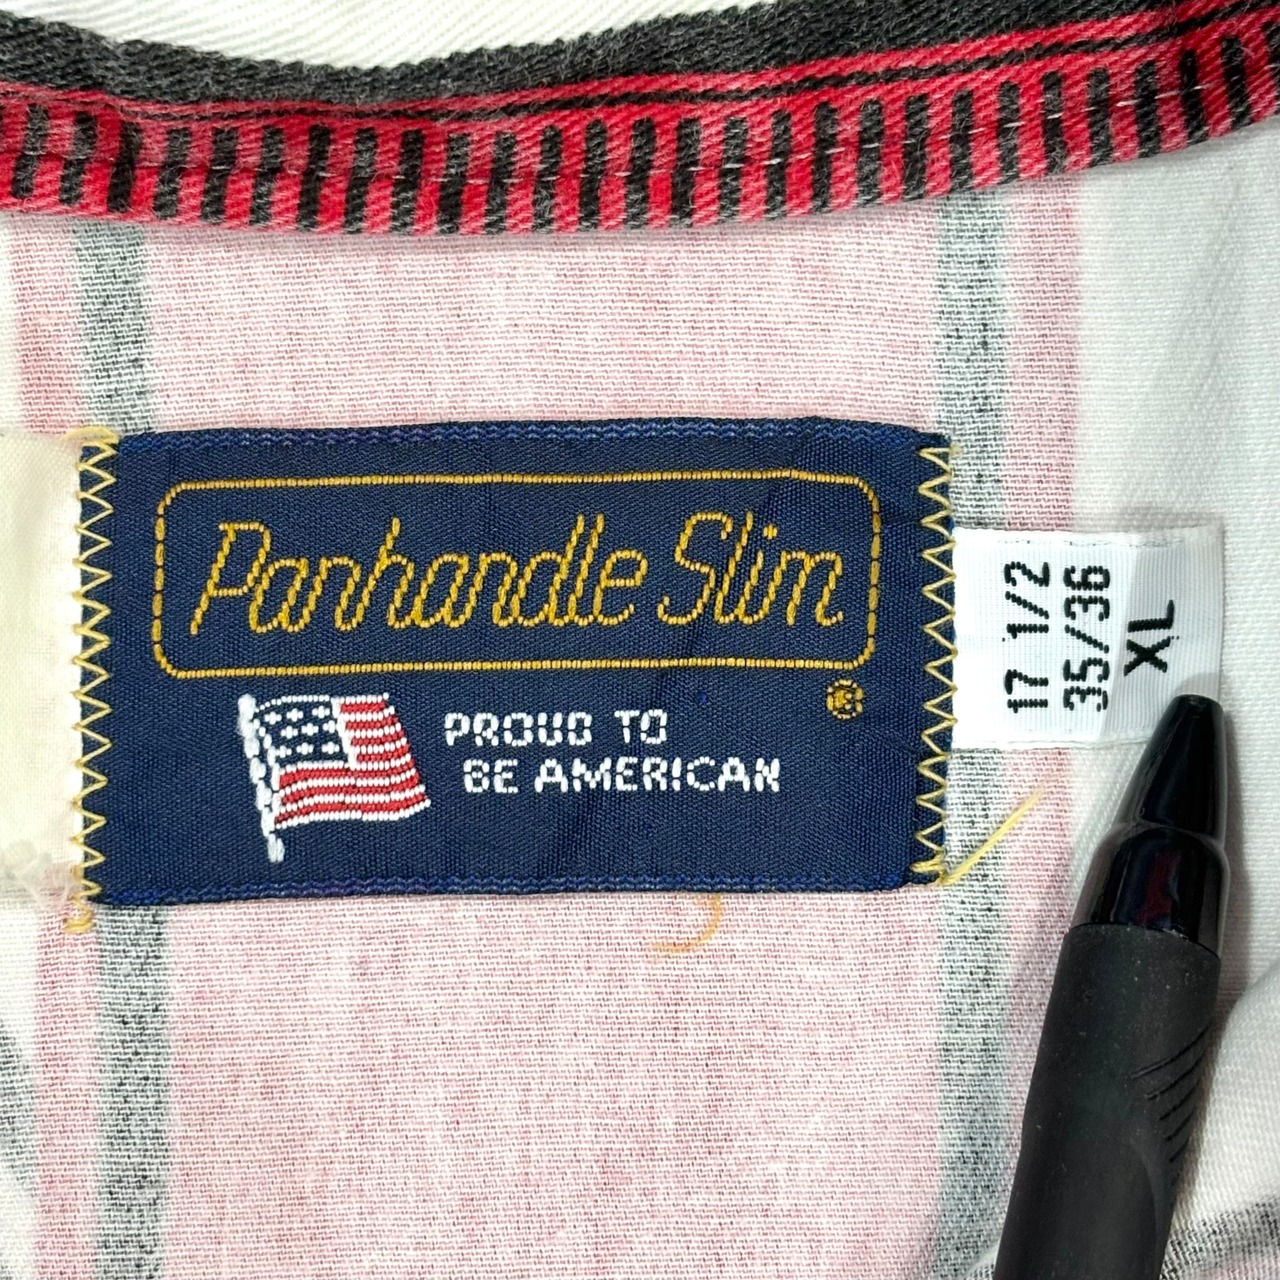 Panhandle Slim
®
PROUD TO
BE AMERICAN
17 1/2
35/36
XL